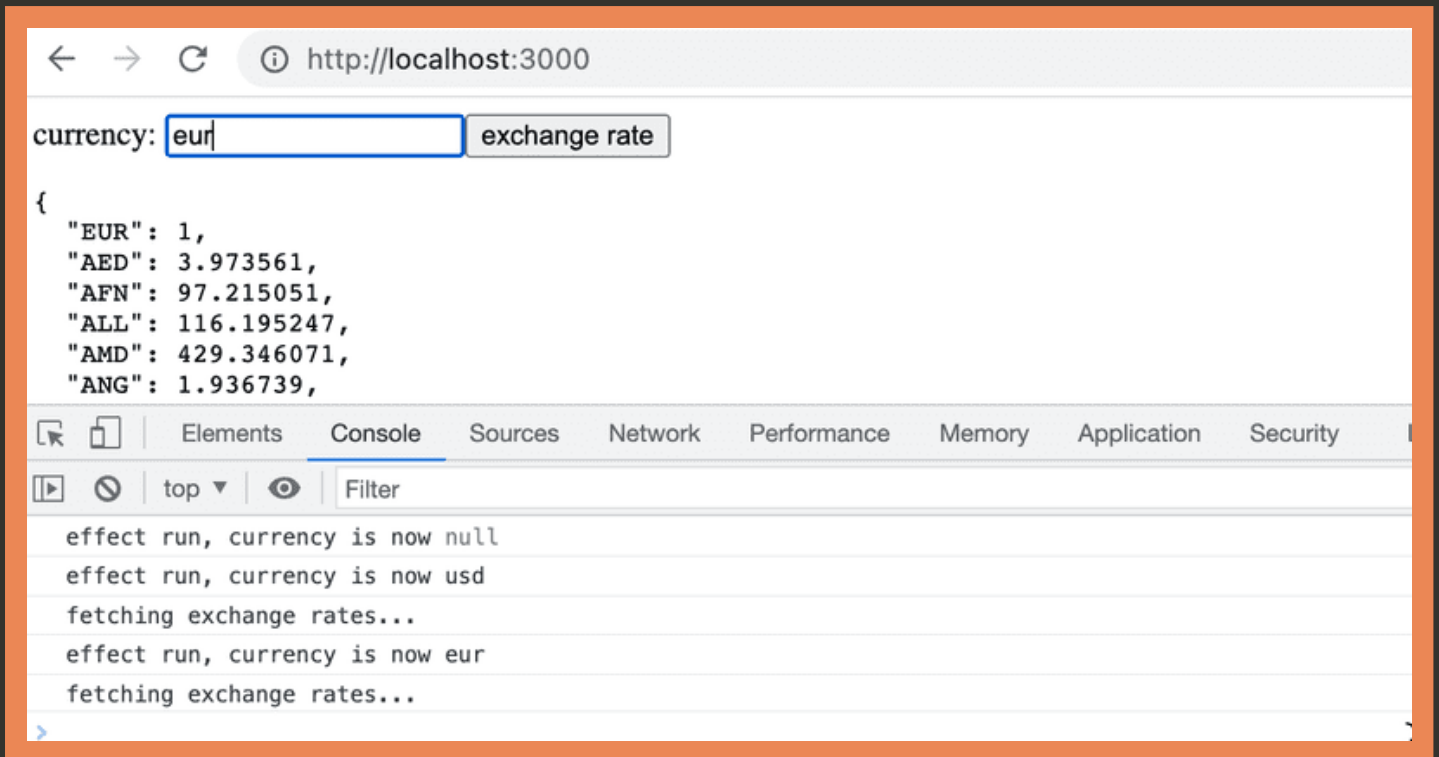 http://localhost:3000
currency: eur exchange rate
{
"EUR": 1,
"AED": 3.973561,
"AFN": 97.215051,
"ALL": 116.195247,
"AMD": 429.346071,
"ANG": 1.936739,
Elements Console Sources Network Performance Memory Application Security
top Filter
effect run, currency is now null
effect run, currency is now usd
fetching exchange rates...
effect run, currency is now eur
fetching exchange rates...
>